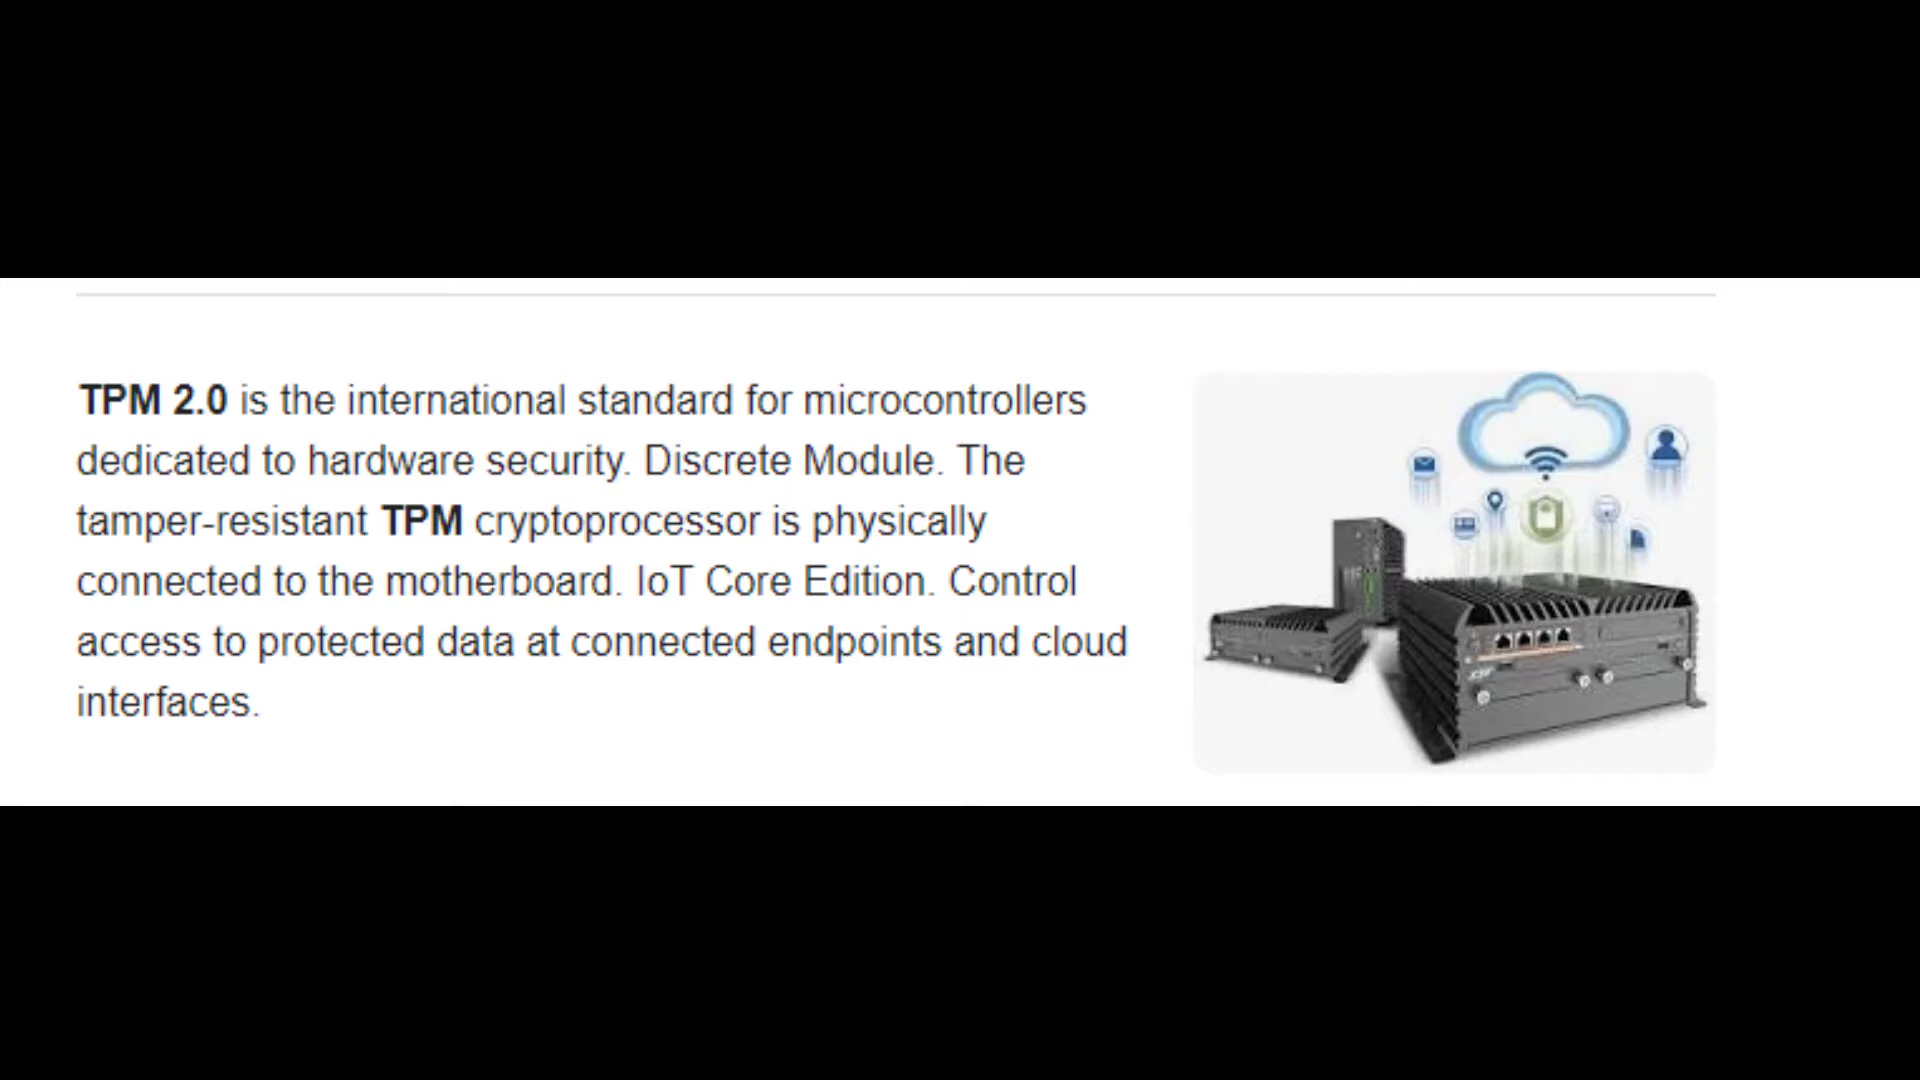 TPM 2.0 is the international standard for microcontrollers
dedicated to hardware security. Discrete Module. The
tamper-resistant TPM cryptoprocessor is physically
connected to the motherboard. IoT Core Edition. Control
access to protected data at connected endpoints and cloud
interfaces.